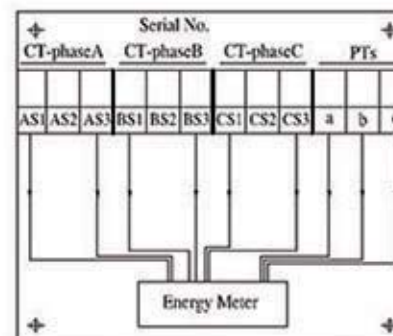 Serial No.
CT-phaseA CT-phaseB CT-phaseC PTs
AS1 AS2 AS3 BS1 BS2 BS3 CS1 CS2 CS3 a b
Energy Meter